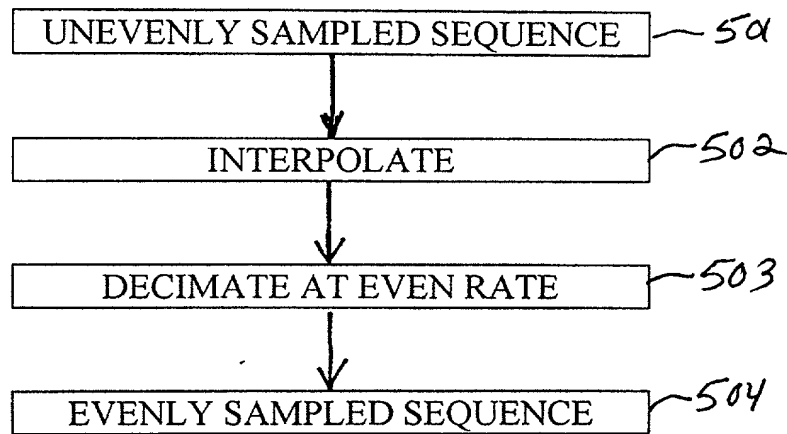 UNEVENLY SAMPLED SEQUENCE 501
INTERPOLATE 502
DECIMATE AT EVEN RATE 503
EVENLY SAMPLED SEQUENCE 504